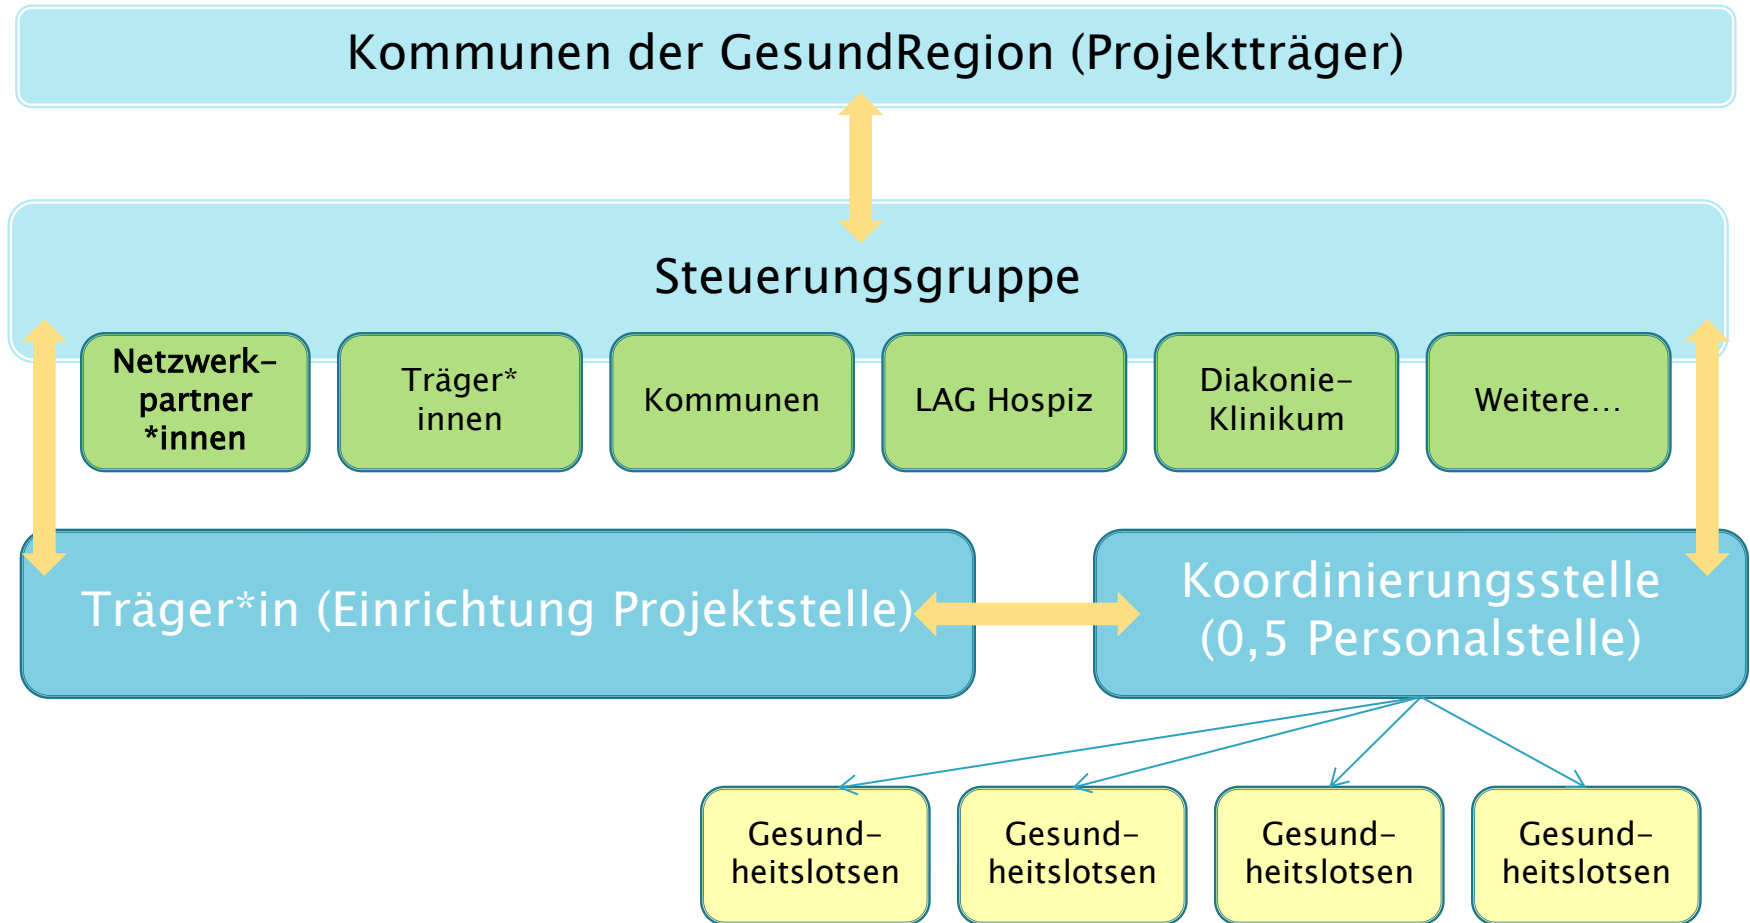 Kommunen der GesundRegion (Projektträger)
Steuerungsgruppe
Netzwerk-
partner
*innen
Träger*
innen
Kommunen
LAG Hospiz
Diakonie-
Klinikum
Weitere...
Träger*in (Einrichtung Projektstelle)
Koordinierungsstelle
(0,5 Personalstelle)
Gesund-
heitslotsen
Gesund-
heitslotsen
Gesund-
heitslotsen
Gesund-
heitslotsen